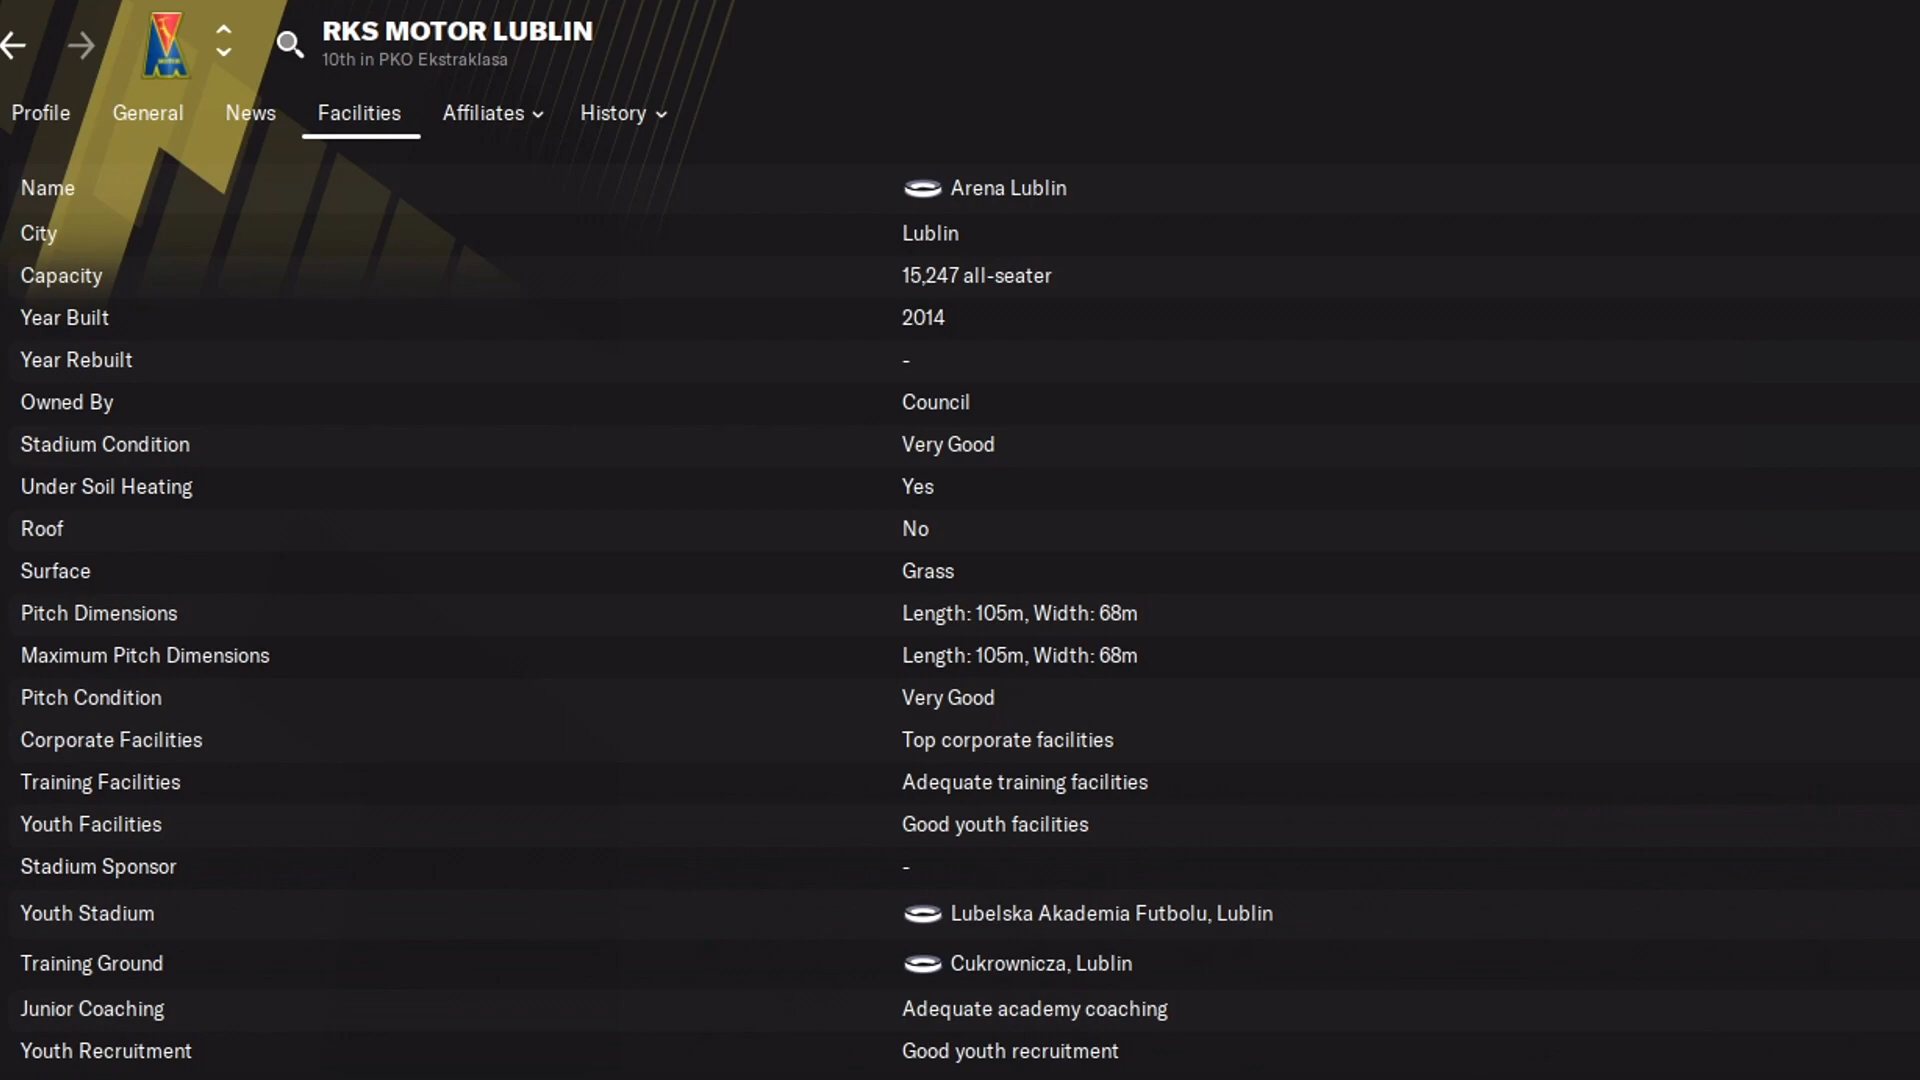 RKS MOTOR LUBLIN
10th in PKO Ekstraklasa
Profile General News Facilities Affiliates History
Name Arena Lublin
City Lublin
Capacity 15,247 all-seater
Year Built 2014
Year Rebuilt -
Owned By Council
Stadium Condition Very Good
Under Soil Heating Yes
Roof No
Surface Grass
Pitch Dimensions Length: 105m, Width: 68m
Maximum Pitch Dimensions Length: 105m, Width: 68m
Pitch Condition Very Good
Corporate Facilities Top corporate facilities
Training Facilities Adequate training facilities
Youth Facilities Good youth facilities
Stadium Sponsor -
Youth Stadium Lubelska Akademia Futbolu, Lublin
Training Ground Cukrownicza, Lublin
Junior Coaching Adequate academy coaching
Youth Recruitment Good youth recruitment